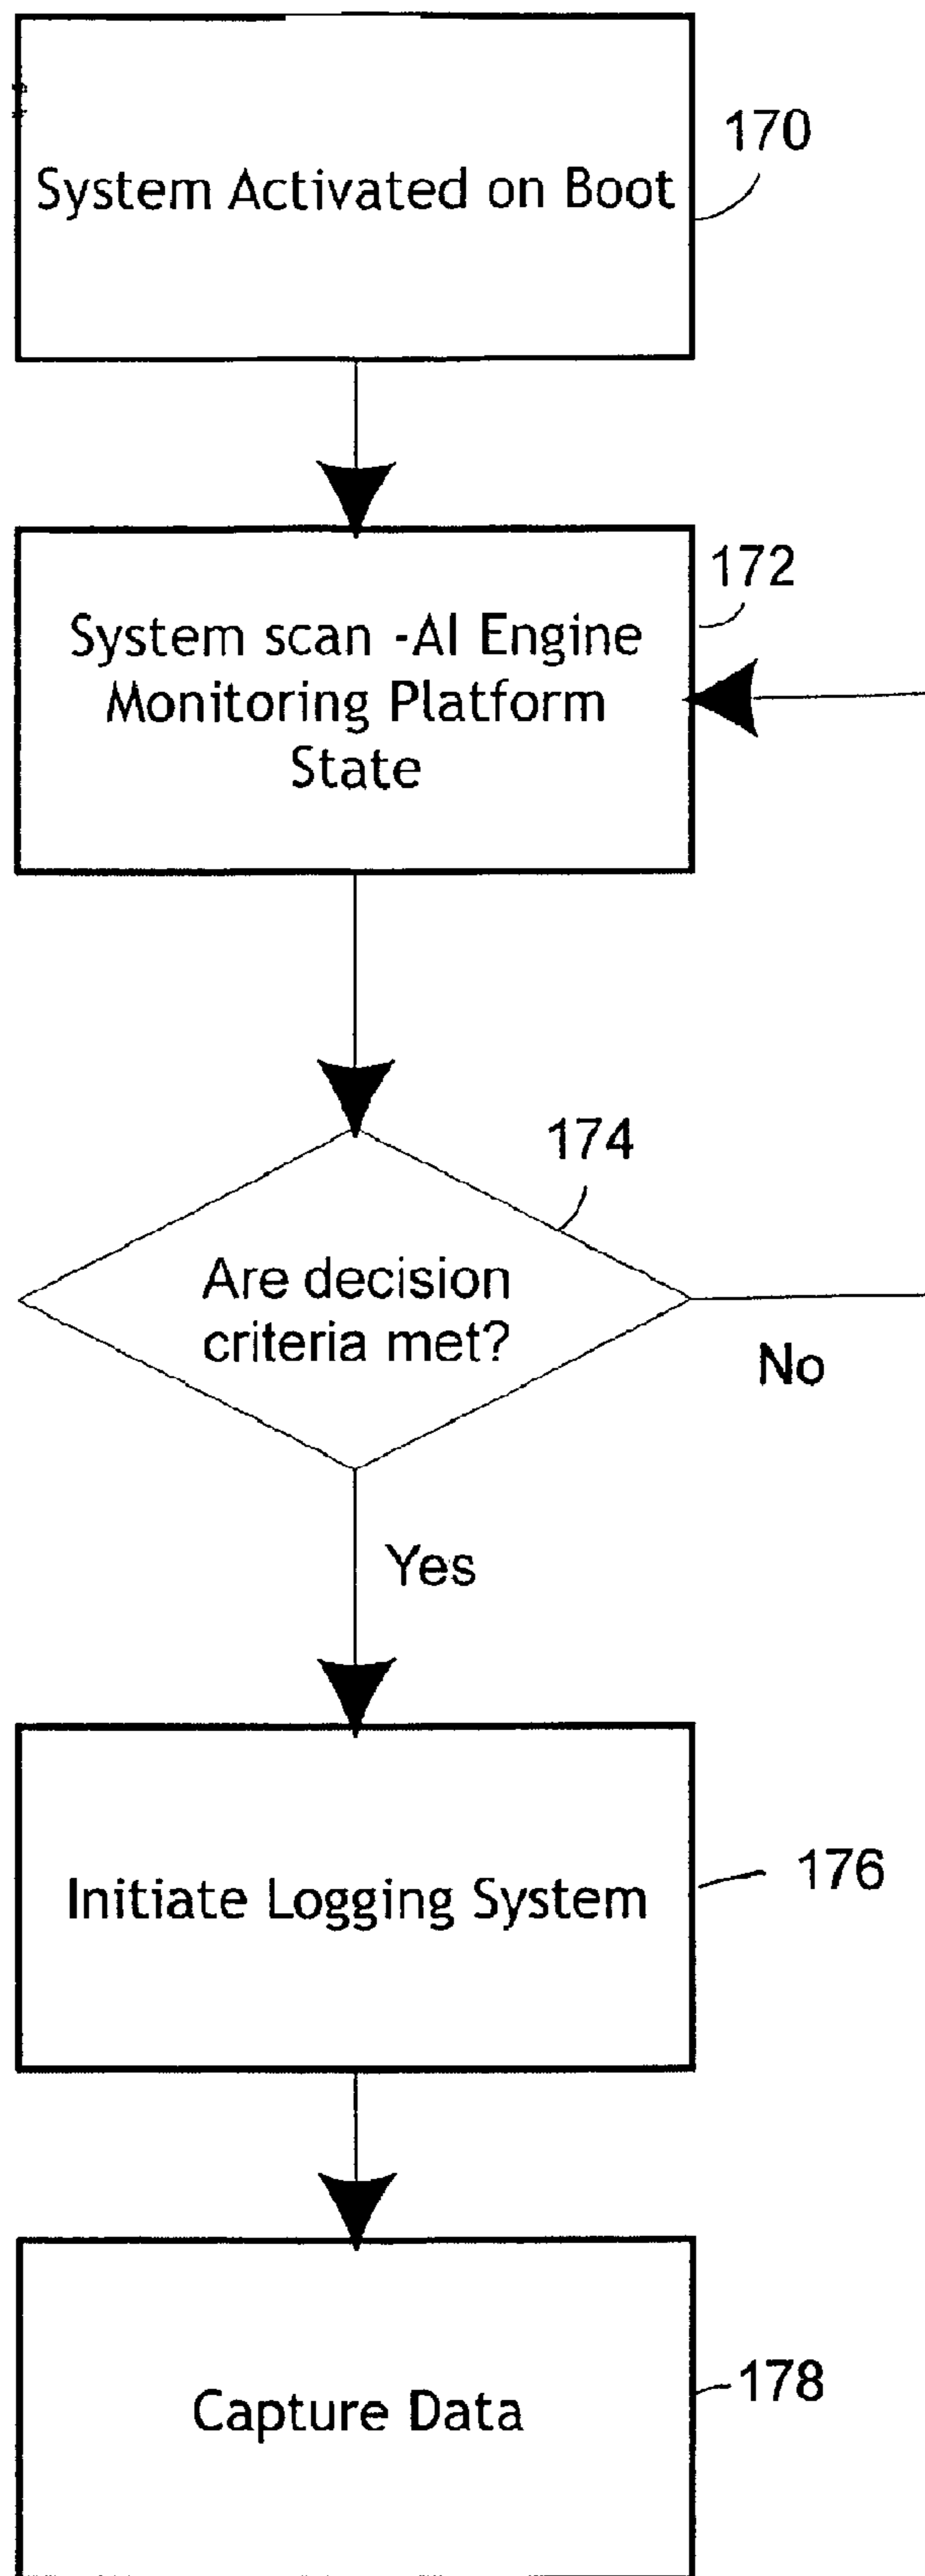 170
System Activated on Boot
172
System scan -AI Engine
Monitoring Platform
State
174
Are decision
criteria met?
No
Yes
176
Initiate Logging System
178
Capture Data